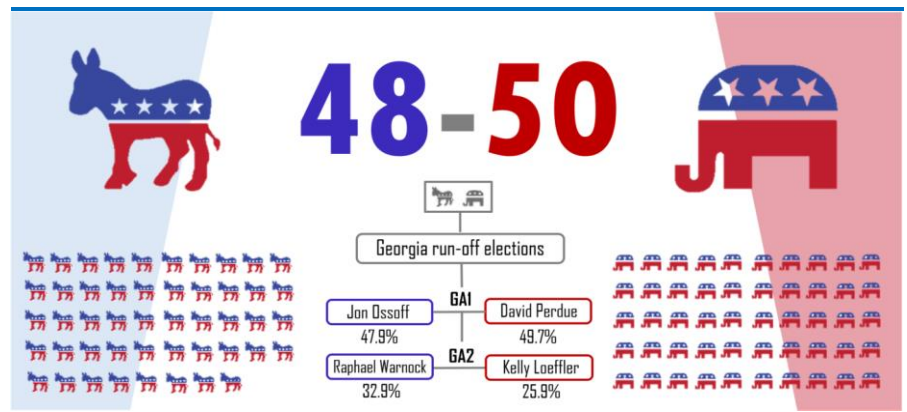 48-50
Georgia run-off elections
GA1
Jon Ossoff David Perdue
47.9% 49.7%
GA2
Raphael Warnock Kelly Loeffler
32.9% 25.9%